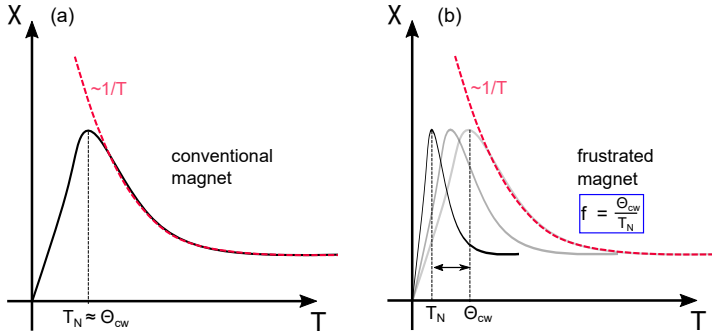 χ
(a)
~1/T
conventional
magnet
T_N ≈ Θ_cw
T
χ
(b)
~1/T
frustrated
magnet
f = Θ_cw/T_N
T_N
Θ_cw
T